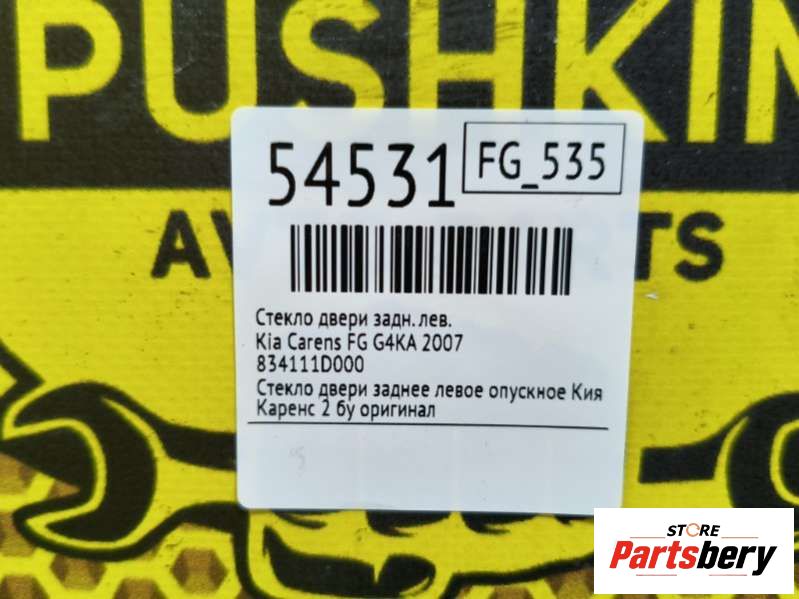 PUSHKIN
54531
FG_535
Стекло двери задн. лев.
Kia Carens FG G4KA 2007
834111D000
Стекло двери заднее левое опускное Кия
Каренс 2 бу оригинал
STORE
Partsbery